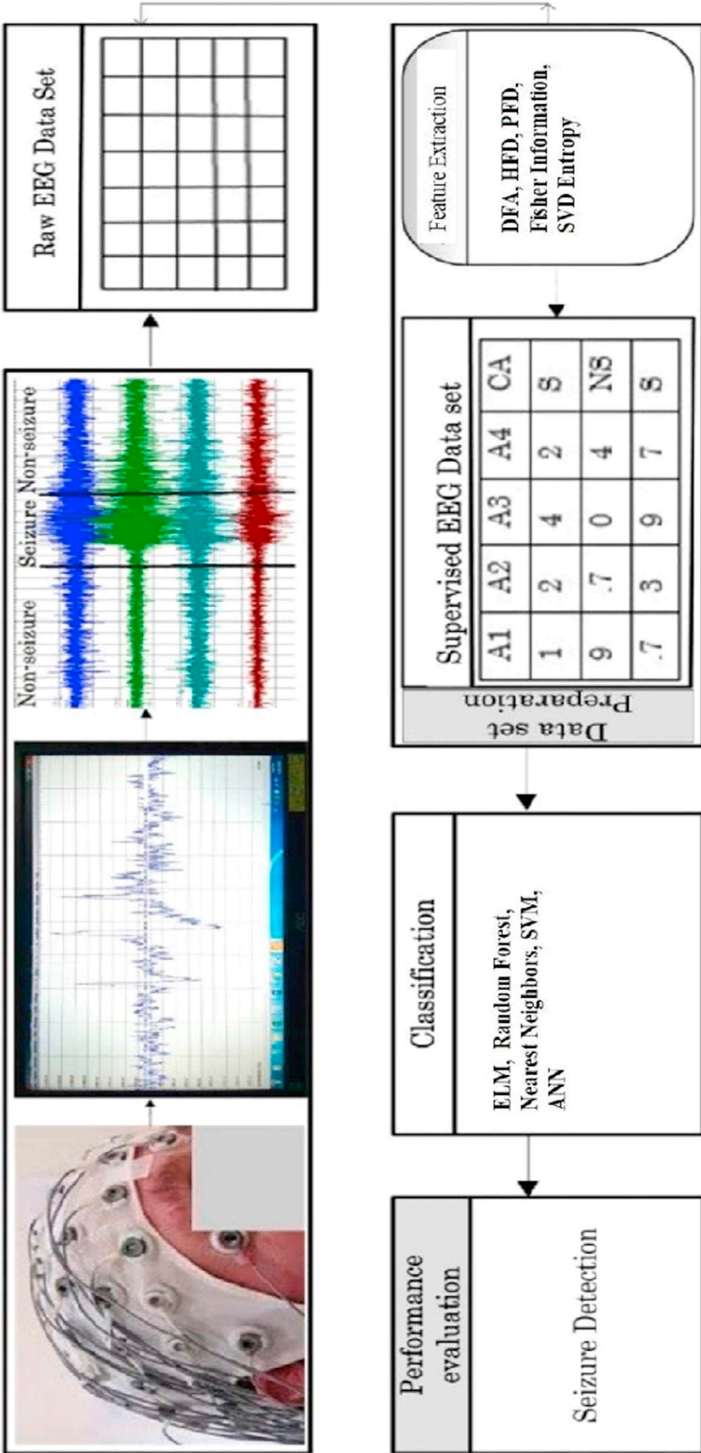 Non-seizure
Seizure
Non-seizure
Raw EEG Data Set
Feature Extraction
DFA, HFD, PFD,
Fisher Information,
SVD Entropy
Supervised EEG Data set
A1 A2 A3 A4 CA
1 2 4 2 S
9 .7 0 4 NS
.7 3 9 7 S
Data set
Preparation
Classification
ELM, Random Forest,
Nearest Neighbors, SVM,
ANN
Performance
evaluation
Seizure Detection